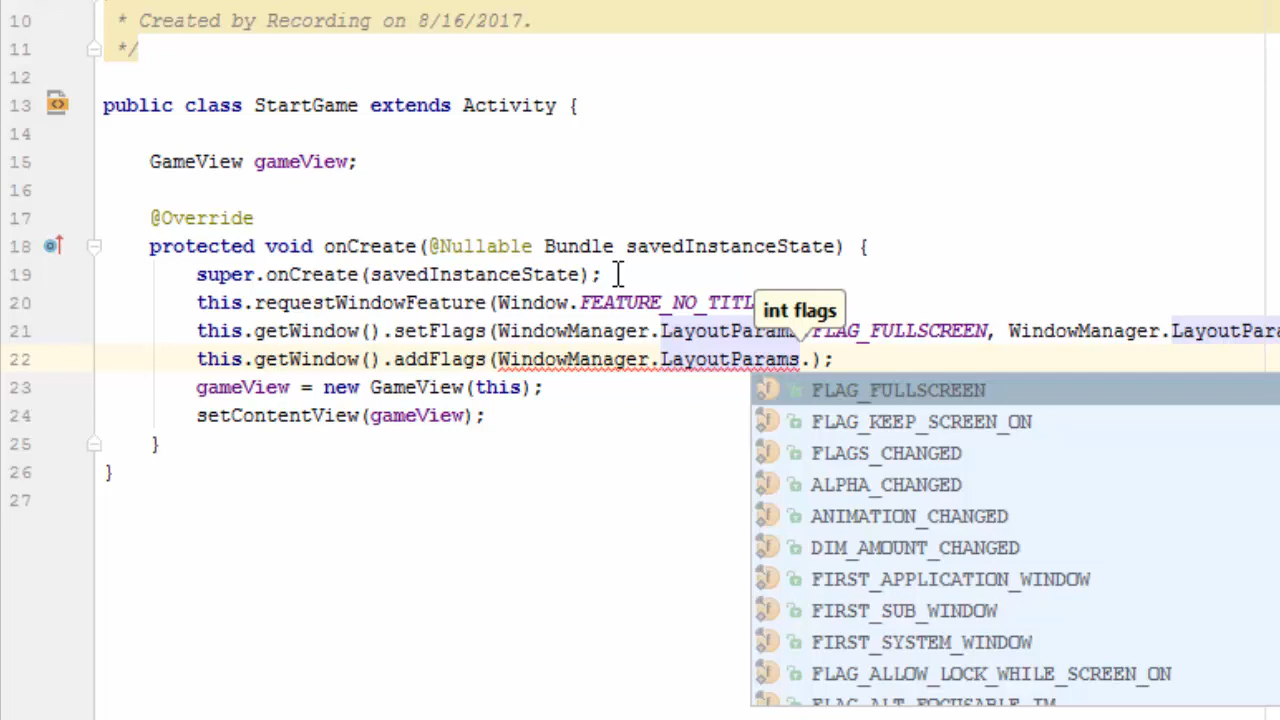 10 * Created by Recording on 8/16/2017.
11 */
12
13 public class StartGame extends Activity {
14
15 GameView gameView;
16
17 @Override
18 protected void onCreate(@Nullable Bundle savedInstanceState) {
19 super.onCreate(savedInstanceState);
20 this.requestWindowFeature(Window.FEATURE_NO_TITL
int flags
21 this.getWindow().setFlags(WindowManager.LayoutParams.FLAG_FULLSCREEN, WindowManager.LayoutPara
22 this.getWindow().addFlags(WindowManager.LayoutParams.);
23 gameView = new GameView(this);
24 setContentView(gameView);
25 }
26 }
27
FLAG_FULLSCREEN
FLAG_KEEP_SCREEN_ON
FLAGS_CHANGED
ALPHA_CHANGED
ANIMATION_CHANGED
DIM_AMOUNT_CHANGED
FIRST_APPLICATION_WINDOW
FIRST_SUB_WINDOW
FIRST_SYSTEM_WINDOW
FLAG_ALLOW_LOCK_WHILE_SCREEN_ON
FLAG_ALT_FOCUSABLE_IM